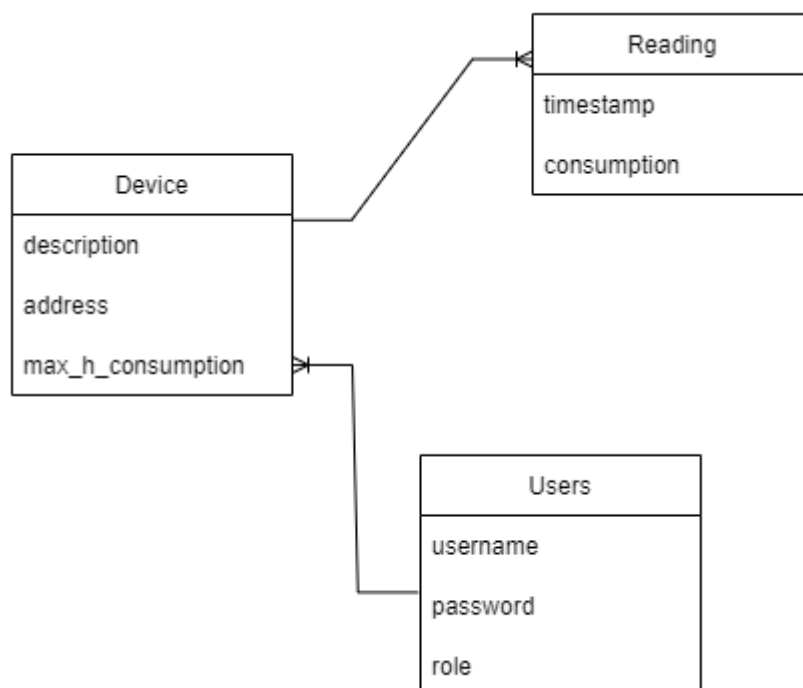 Reading
timestamp
consumption
Device
description
address
max_h_consumption
Users
username
password
role